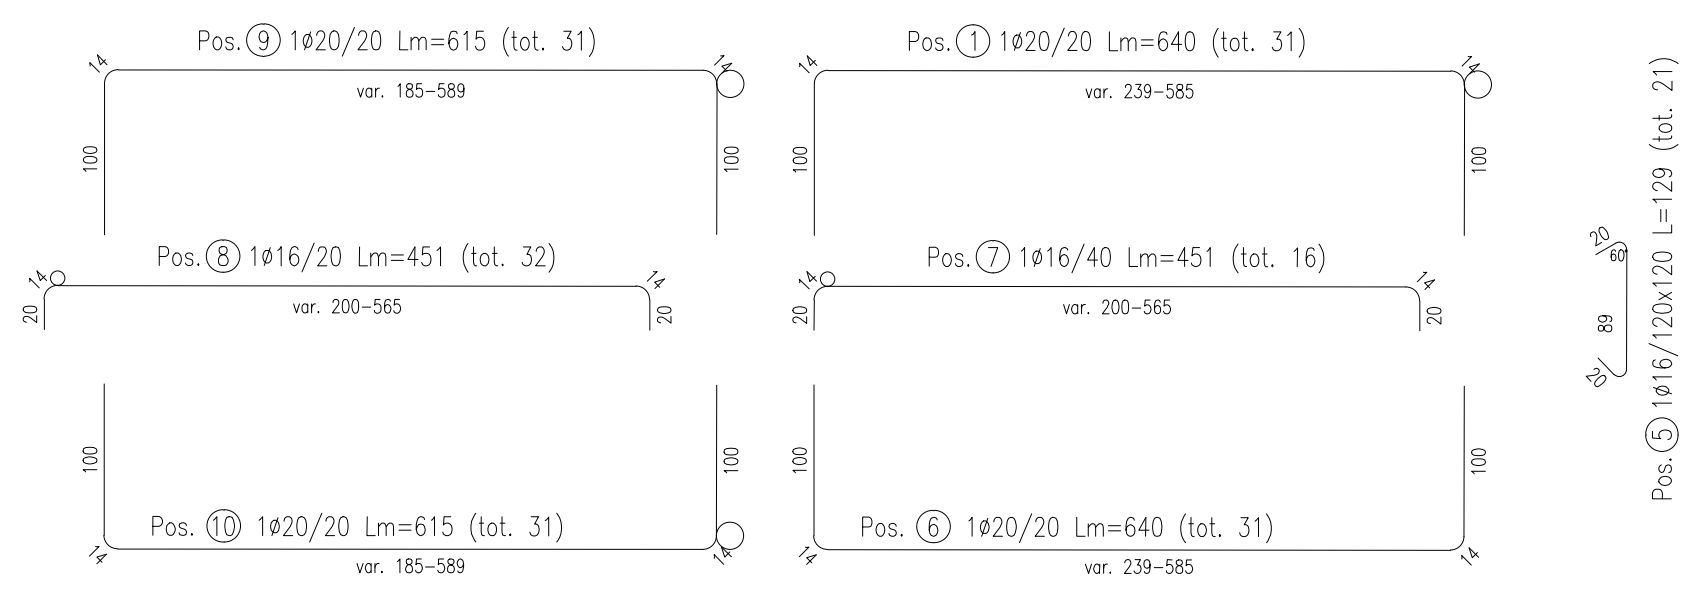 Pos. 9 1ø20/20 Lm=615 (tot. 31)
14
14
var. 185-589
100
100
Pos. 1 1ø20/20 Lm=640 (tot. 31)
14
14
var. 239-585
100
100
Pos. 8 1ø16/20 Lm=451 (tot. 32)
14
14
var. 200-565
20
20
Pos. 7 1ø16/40 Lm=451 (tot. 16)
14
14
var. 200-565
20
20
100
100
Pos. 10 1ø20/20 Lm=615 (tot. 31)
14
14
var. 185-589
100
100
Pos. 6 1ø20/20 Lm=640 (tot. 31)
14
14
var. 239-585
20
60
89
20
Pos. 5 1ø16/120x120 L=129 (tot. 21)